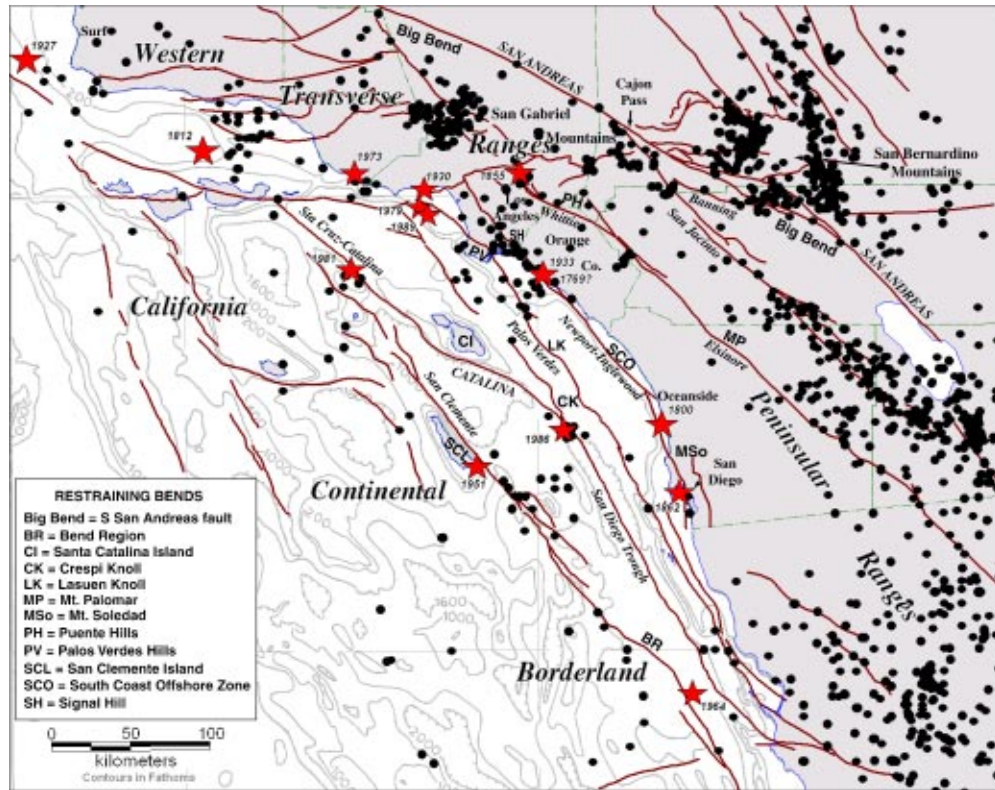 1927
Surf
Western
Big Bend
SAN ANDREAS
200
Transverse
Cajon
Pass
San Gabriel
Mountains
1812
Ranges
San Bernardino
Mountains
1973
1930
1855
PH
Banning
1979
Angeles
Whittier
San Jacinto
Big Bend
1989
SH
Orange
Sta Cruz-Catalina
PV
1933
Co.
SAN ANDREAS
1981
1769?
California
CI
Palos Verdes
LK
Newport-Inglewood
SCO
MP
Elsinore
CATALINA
San Clemente
CK
Oceanside
1800
Peninsular
1986
SCL
MSo
San
Diego
1951
Continental
1862
San Diego Trough
RESTRAINING BENDS
Big Bend = S San Andreas fault
BR = Bend Region
CI = Santa Catalina Island
CK = Crespi Knoll
LK = Lasuen Knoll
MP = Mt. Palomar
MSo = Mt. Soledad
PH = Puente Hills
PV = Palos Verdes Hills
SCL = San Clemente Island
SCO = South Coast Offshore Zone
SH = Signal Hill
Ranges
BR
Borderland
1964
0 50 100
kilometers
Contours in Fathoms